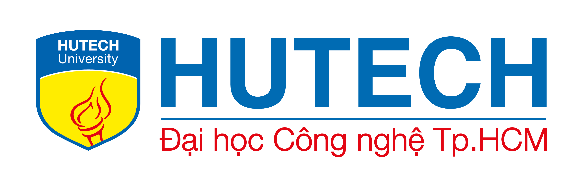 HUTECH
University
HUTECH
Đại học Công nghệ Tp.HCM